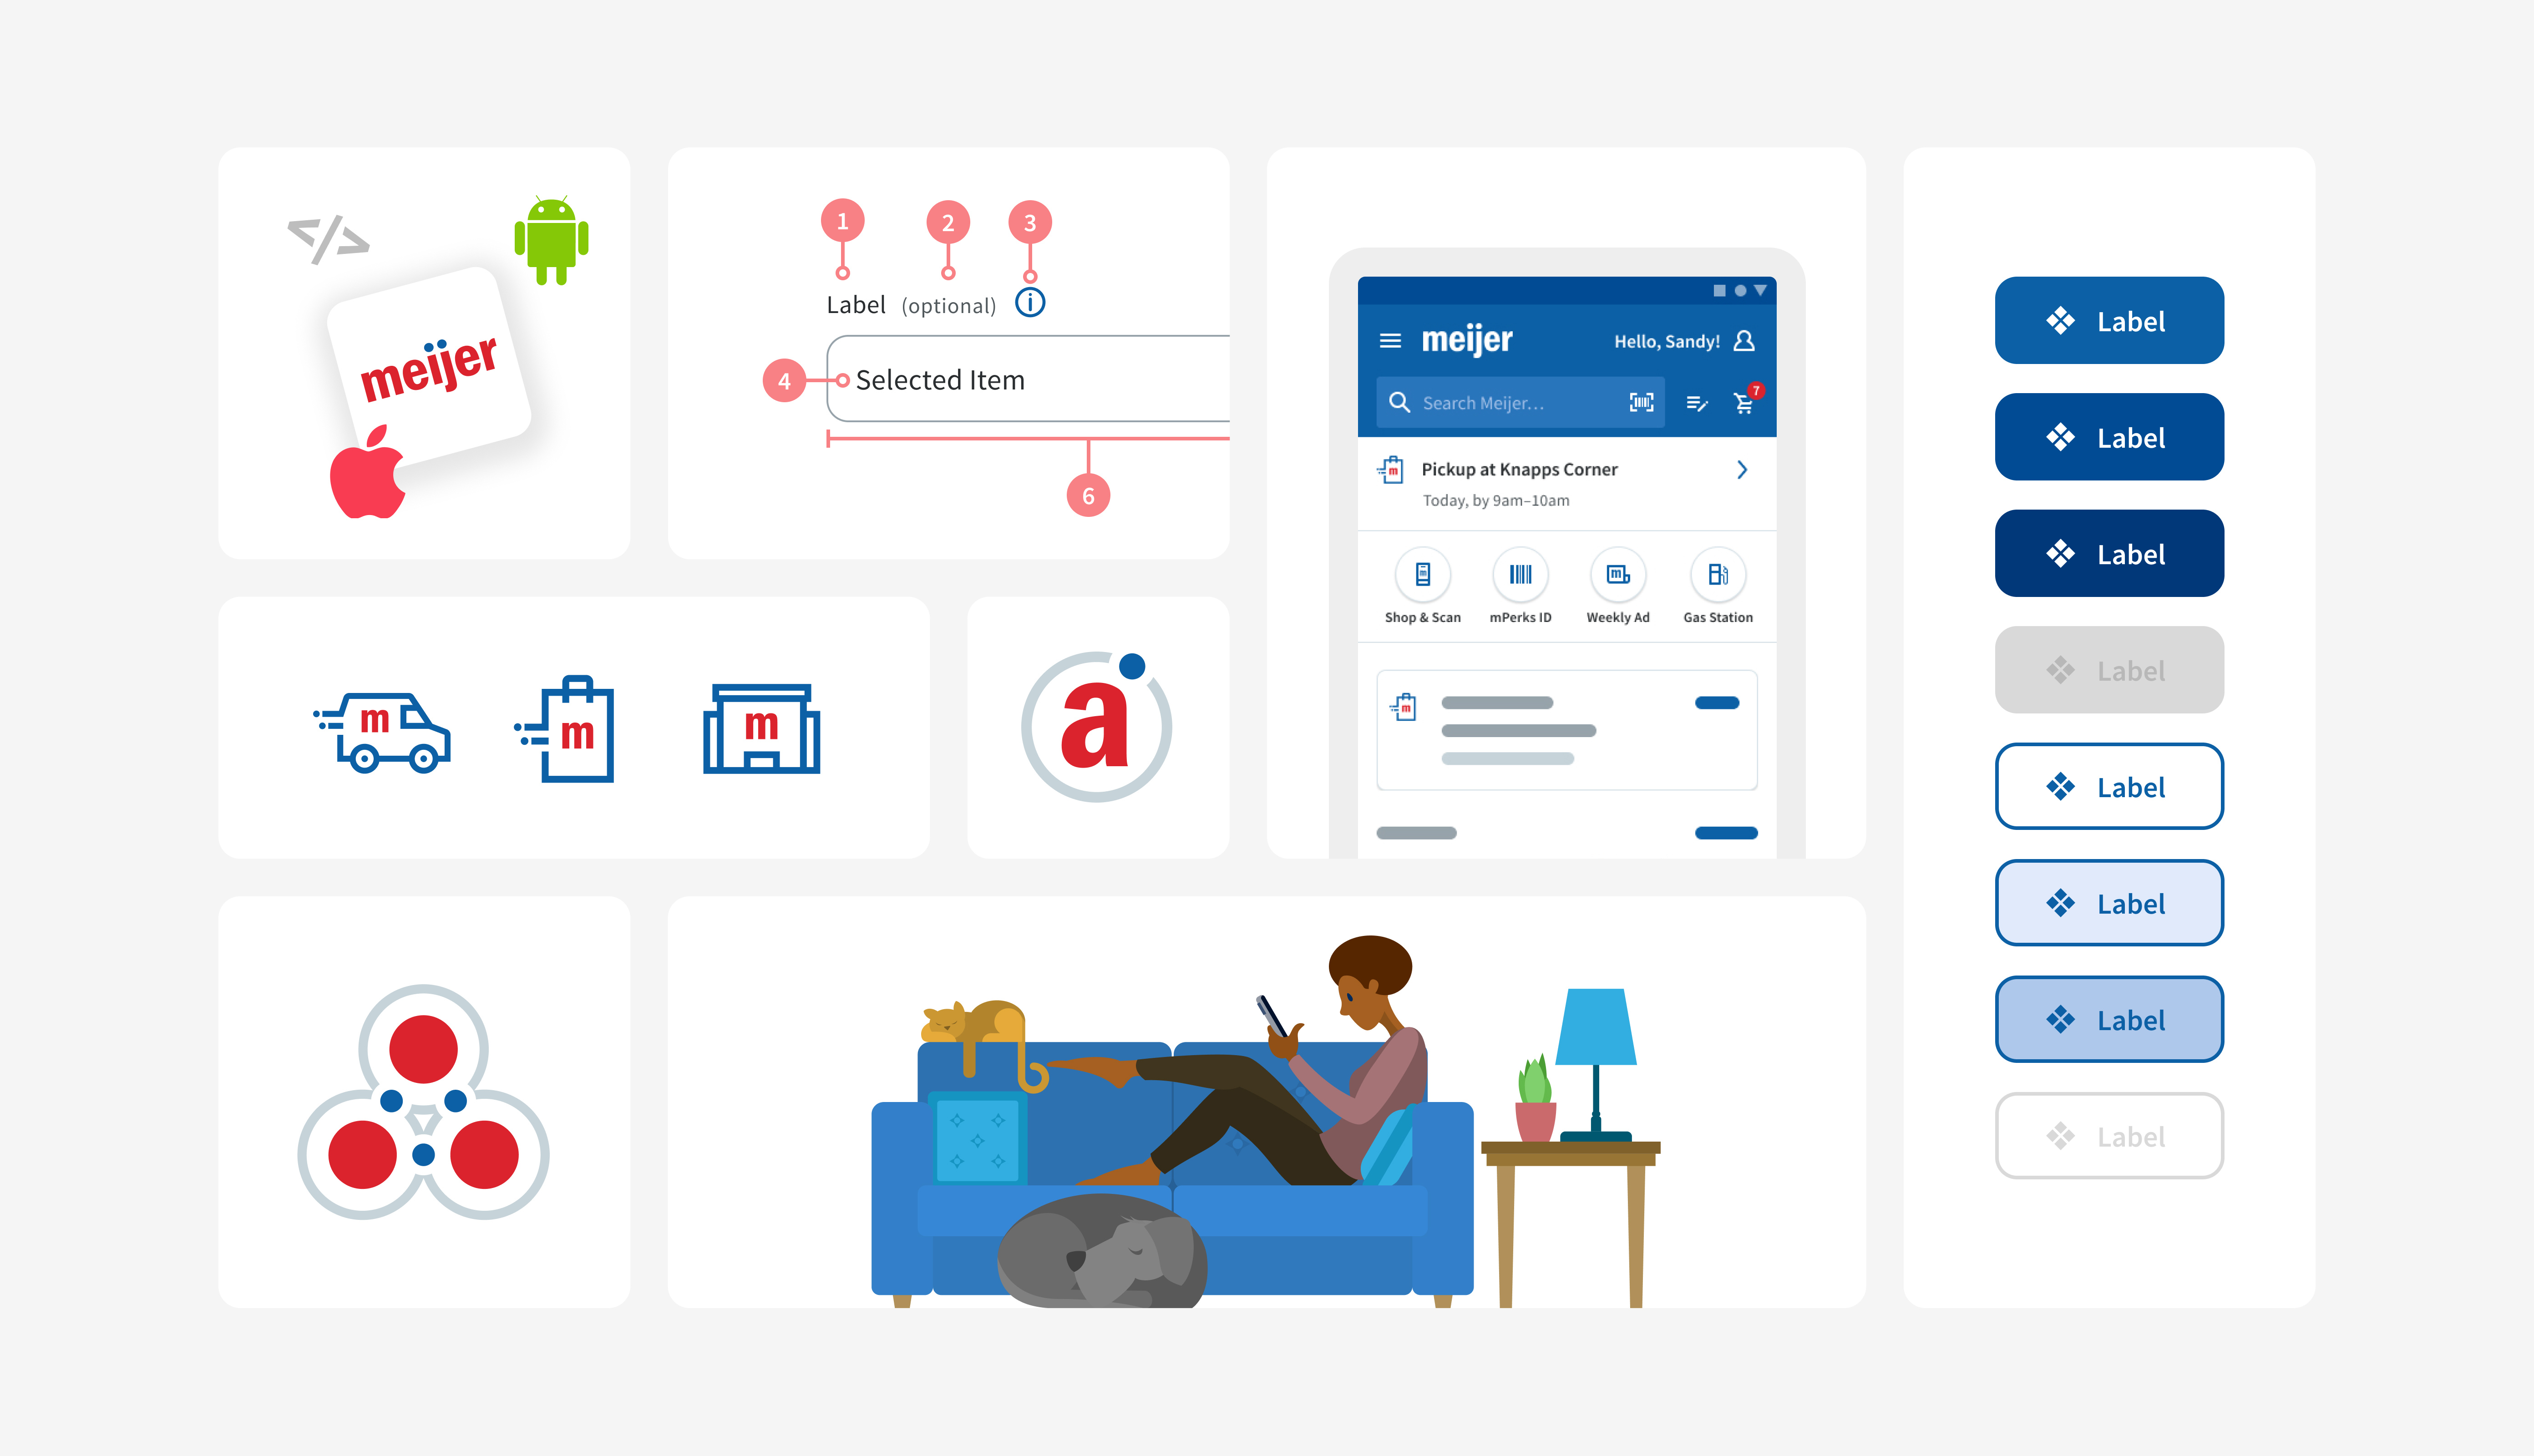 </>
meijer
1
2
3
Label (optional) i
4
Selected Item
6
m
m
m
a
meijer
Hello, Sandy!
Search Meijer...
7
m
Pickup at Knapps Corner
Today, by 9am–10am
m
m
Shop & Scan
mPerks ID
Weekly Ad
Gas Station
m
Label
Label
Label
Label
Label
Label
Label
Label